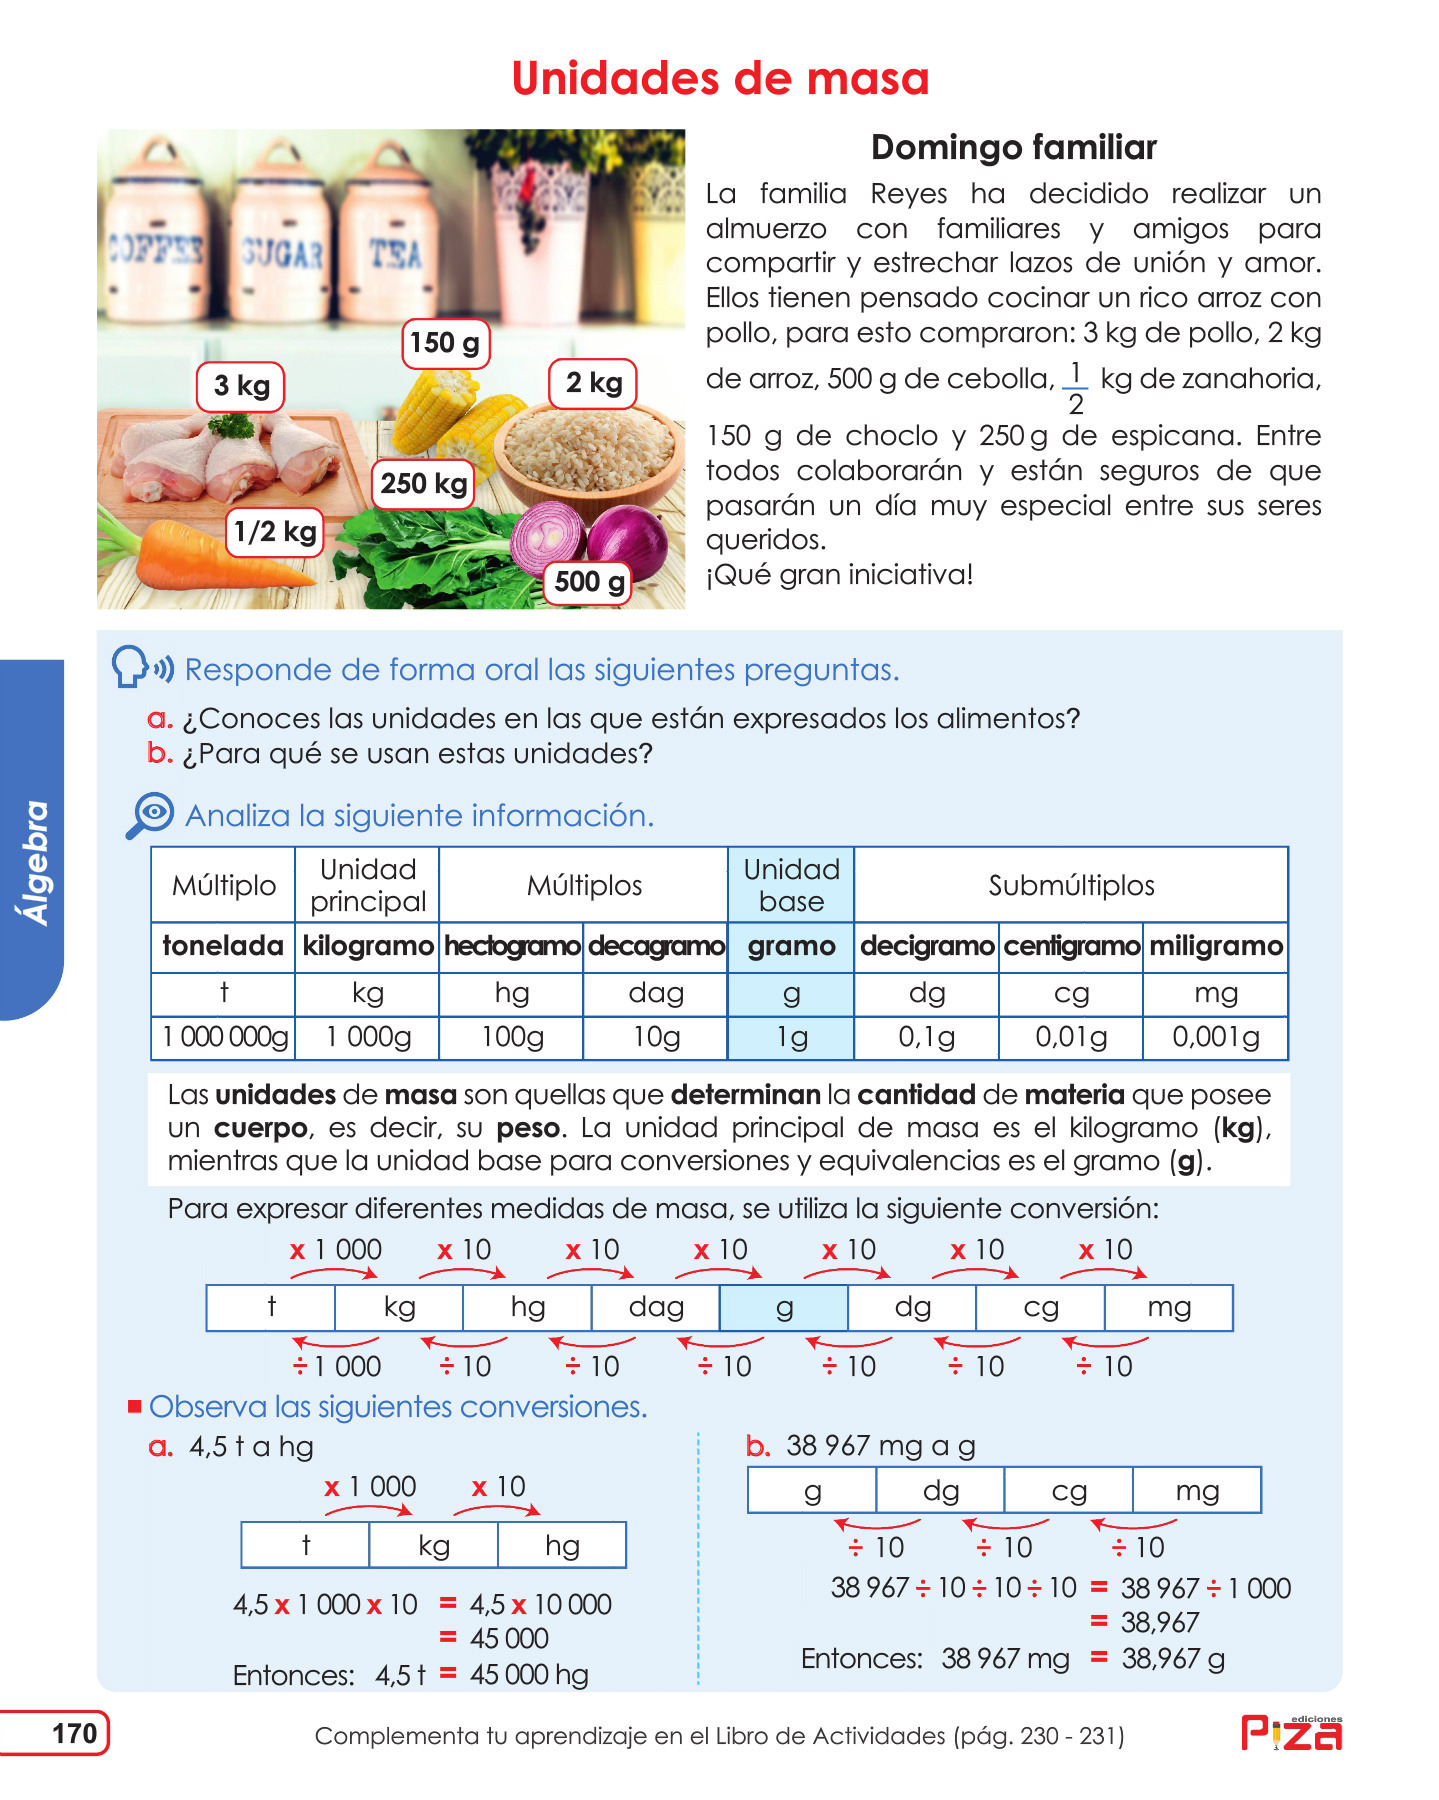 Unidades de masa
COFFEE
SUGAR
TEA
150 g
3 kg
2 kg
250 kg
1/2 kg
500 g
Domingo familiar
La familia Reyes ha decidido realizar un
almuerzo con familiares y amigos para
compartir y estrechar lazos de unión y amor.
Ellos tienen pensado cocinar un rico arroz con
pollo, para esto compraron: 3 kg de pollo, 2 kg
de arroz, 500 g de cebolla, 1/2 kg de zanahoria,
150 g de choclo y 250 g de espicana. Entre
todos colaborarán y están seguros de que
pasarán un día muy especial entre sus seres
queridos.
¡Qué gran iniciativa!
Álgebra
Responde de forma oral las siguientes preguntas.
a. ¿Conoces las unidades en las que están expresados los alimentos?
b. ¿Para qué se usan estas unidades?
Analiza la siguiente información.
Múltiplo Unidad principal Múltiplos Unidad base Submúltiplos
tonelada kilogramo hectogramo decagramo gramo decigramo centigramo miligramo
t kg hg dag g dg cg mg
1 000 000g 1 000g 100g 10g 1g 0,1g 0,01g 0,001g
Las unidades de masa son quellas que determinan la cantidad de materia que posee
un cuerpo, es decir, su peso. La unidad principal de masa es el kilogramo (kg),
mientras que la unidad base para conversiones y equivalencias es el gramo (g).
Para expresar diferentes medidas de masa, se utiliza la siguiente conversión:
x 1 000 x 10 x 10 x 10 x 10 x 10 x 10
t kg hg dag g dg cg mg
÷ 1 000 ÷ 10 ÷ 10 ÷ 10 ÷ 10 ÷ 10 ÷ 10
Observa las siguientes conversiones.
a. 4,5 t a hg
x 1 000 x 10
t kg hg
4,5 x 1 000 x 10 = 4,5 x 10 000
= 45 000
Entonces: 4,5 t = 45 000 hg
b. 38 967 mg a g
g dg cg mg
÷ 10 ÷ 10 ÷ 10
38 967 ÷ 10 ÷ 10 ÷ 10 = 38 967 ÷ 1 000
= 38,967
Entonces: 38 967 mg = 38,967 g
170
Complementa tu aprendizaje en el Libro de Actividades (pág. 230 - 231)
ediciones
Piza